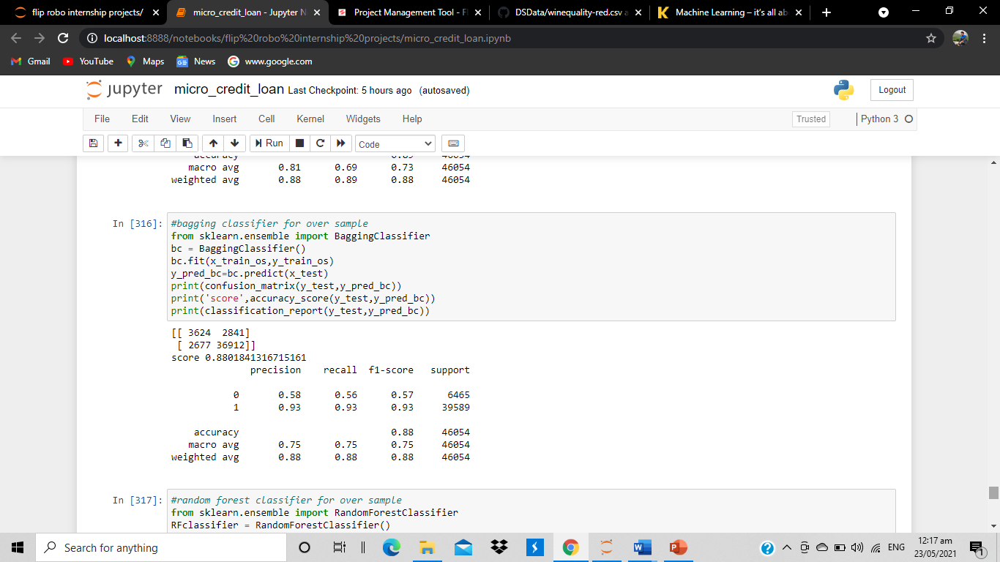 flip robo internship projects/
micro_credit_loan - Jupyter N
Project Management Tool - Fl
DSData/winequality-red.csv a
Machine Learning – it's all ab
localhost:8888/notebooks/flip%20robo%20internship%20projects/micro_credit_loan.ipynb
Gmail
YouTube
Maps
News
www.google.com
jupyter micro_credit_loan Last Checkpoint: 5 hours ago (autosaved)
Logout
File Edit View Insert Cell Kernel Widgets Help
Trusted
Python 3
Run
Code
accuracy 0.89 46054
macro avg 0.81 0.69 0.73 46054
weighted avg 0.88 0.89 0.88 46054
In [316]: #bagging classifier for over sample
from sklearn.ensemble import BaggingClassifier
bc = BaggingClassifier()
bc.fit(x_train_os,y_train_os)
y_pred_bc=bc.predict(x_test)
print(confusion_matrix(y_test,y_pred_bc))
print('score',accuracy_score(y_test,y_pred_bc))
print(classification_report(y_test,y_pred_bc))
[[ 3624 2841]
[ 2677 36912]]
score 0.8801841316715161
precision recall f1-score support
0 0.58 0.56 0.57 6465
1 0.93 0.93 0.93 39589
accuracy 0.88 46054
macro avg 0.75 0.75 0.75 46054
weighted avg 0.88 0.88 0.88 46054
In [317]: #random forest classifier for over sample
from sklearn.ensemble import RandomForestClassifier
RFclassifier = RandomForestClassifier()
Search for anything
ENG
12:17 am
23/05/2021
1